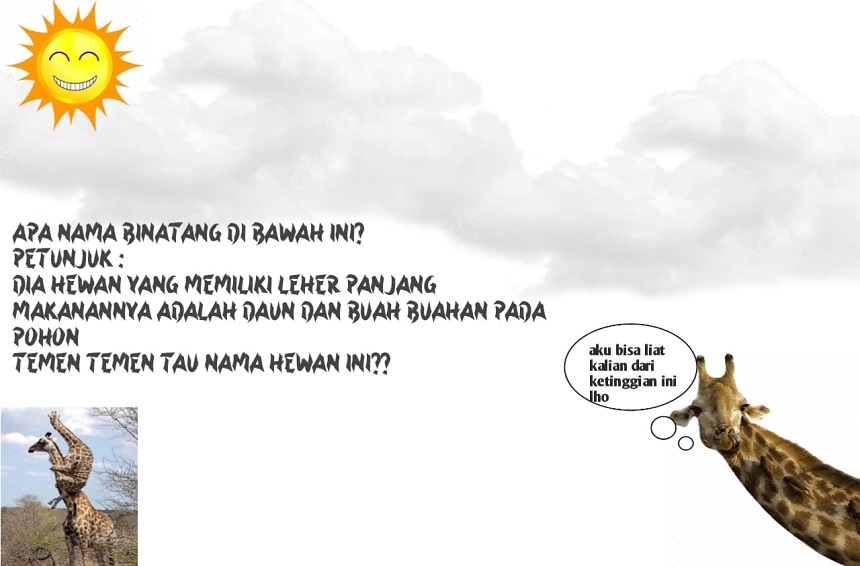 APA NAMA BINATANG DI BAWAH INI?
PETUNJUK :
DIA HEWAN YANG MEMILIKI LEHER PANJANG
MAKANANNYA ADALAH DAUN DAN BUAH BUAHAN PADA
POHON
TEMEN TEMEN TAU NAMA HEWAN INI??
aku bisa liat
kalian dari
ketinggian ini
lho